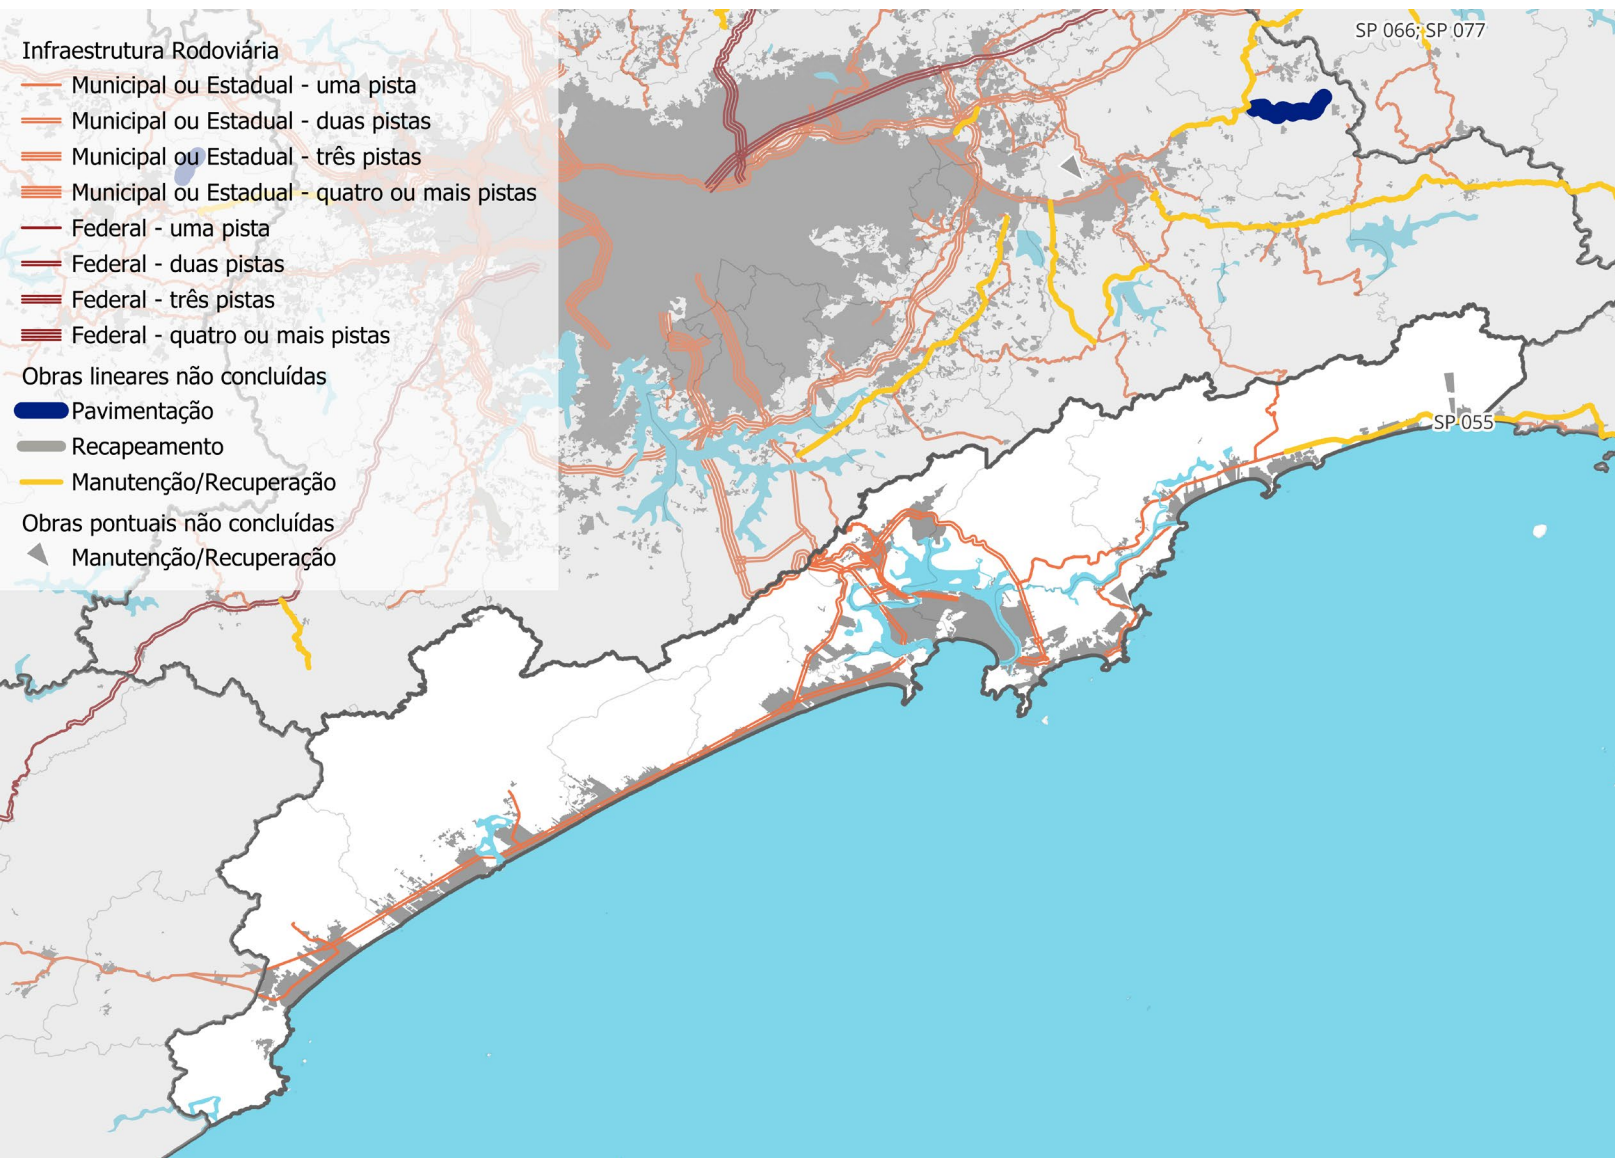 Infraestrutura Rodoviária
Municipal ou Estadual - uma pista
Municipal ou Estadual - duas pistas
Municipal ou Estadual - três pistas
Municipal ou Estadual - quatro ou mais pistas
Federal - uma pista
Federal - duas pistas
Federal - três pistas
Federal - quatro ou mais pistas
Obras lineares não concluídas
Pavimentação
Recapeamento
Manutenção/Recuperação
Obras pontuais não concluídas
Manutenção/Recuperação
SP 066; SP 077
SP 055